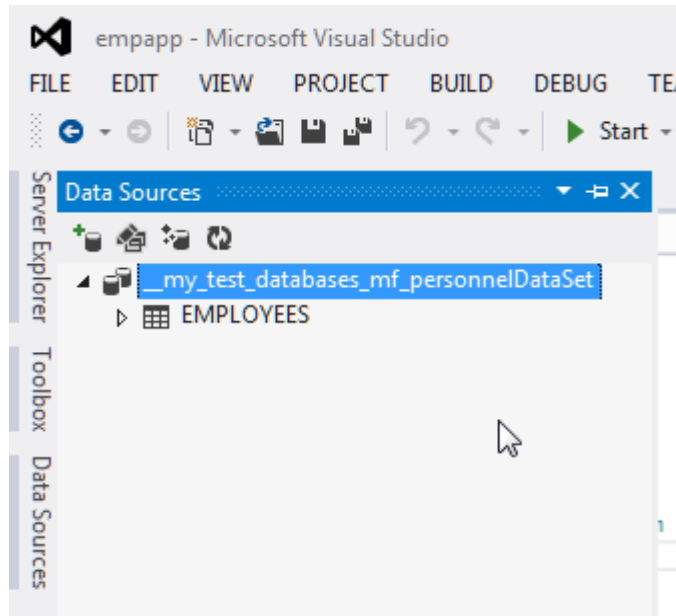 empapp - Microsoft Visual Studio
FILE EDIT VIEW PROJECT BUILD DEBUG
Start
Server Explorer
Toolbox
Data Sources
Data Sources
__my_test_databases_mf_personnelDataSet
EMPLOYEES